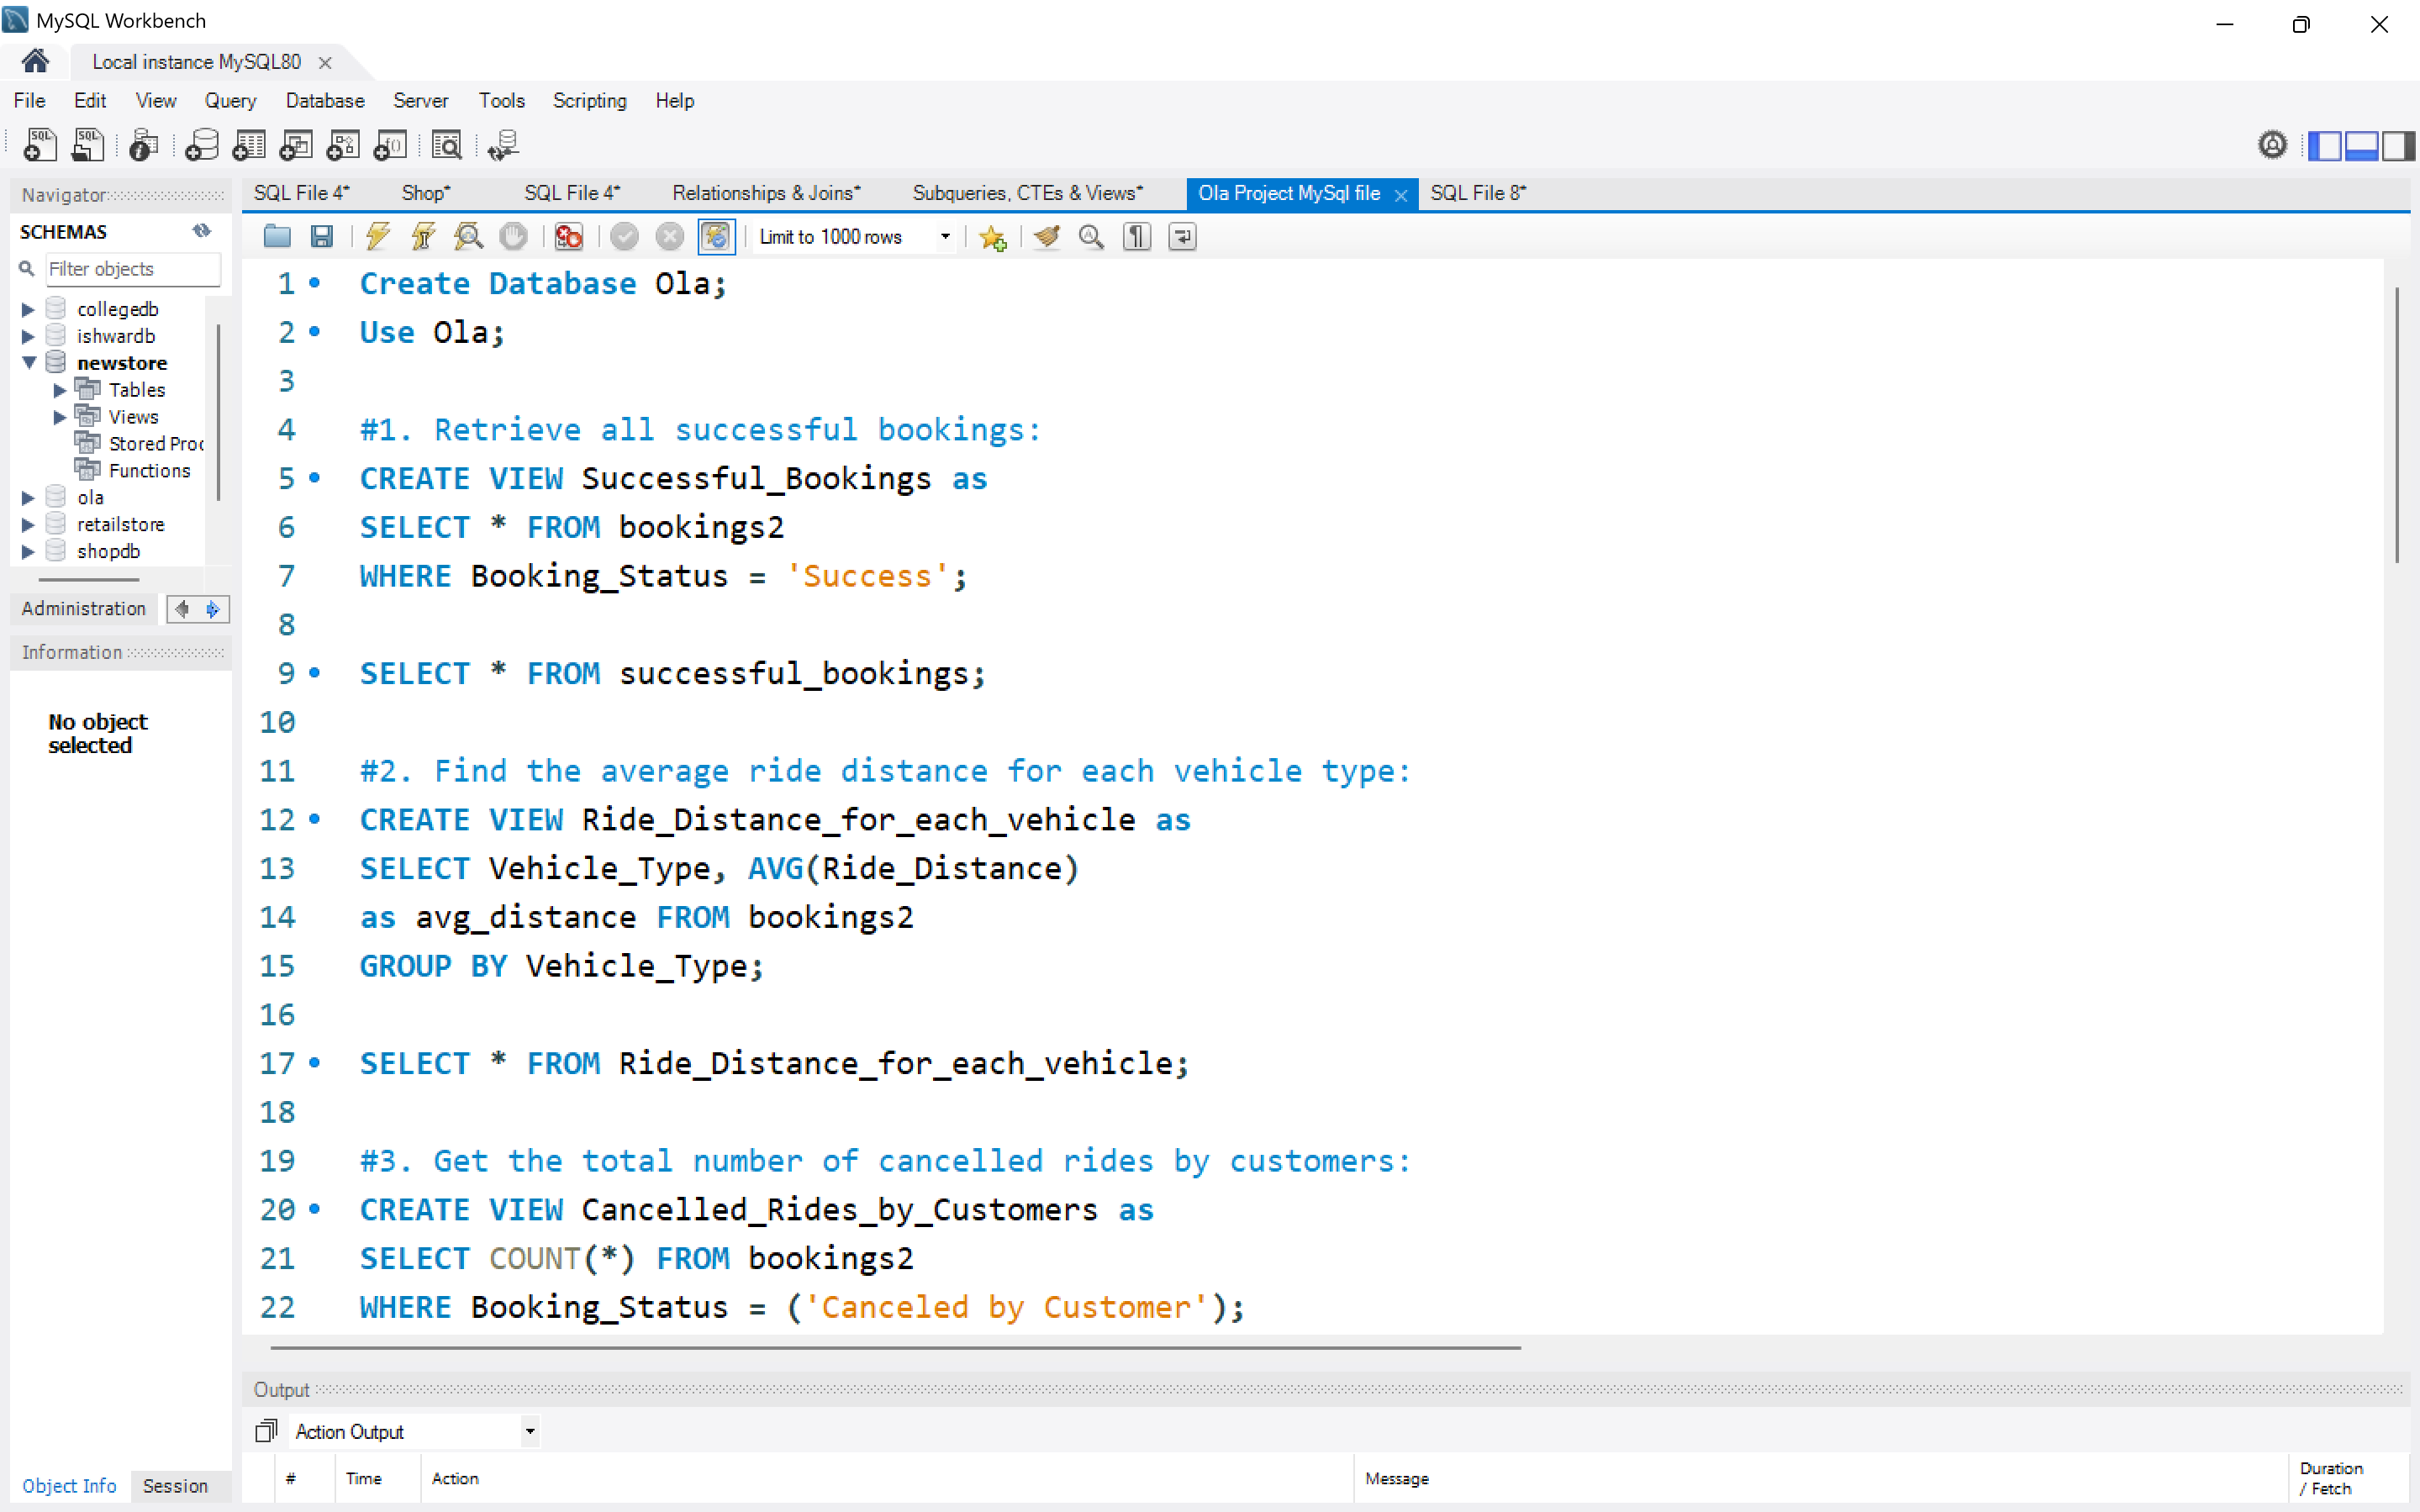 MySQL Workbench
Local instance MySQL80
File Edit View Query Database Server Tools Scripting Help
Navigator
SCHEMAS
Filter objects
collegedb
ishwardb
newstore
Tables
Views
Stored Proc
Functions
ola
retailstore
shopdb
Administration
Information
No object
selected
Object Info Session
SQL File 4* Shop* SQL File 4* Relationships & Joins* Subqueries, CTEs & Views* Ola Project MySql file SQL File 8*
Limit to 1000 rows
1 Create Database Ola;
2 Use Ola;
3
4 #1. Retrieve all successful bookings:
5 CREATE VIEW Successful_Bookings as
6 SELECT * FROM bookings2
7 WHERE Booking_Status = 'Success';
8
9 SELECT * FROM successful_bookings;
10
11 #2. Find the average ride distance for each vehicle type:
12 CREATE VIEW Ride_Distance_for_each_vehicle as
13 SELECT Vehicle_Type, AVG(Ride_Distance)
14 as avg_distance FROM bookings2
15 GROUP BY Vehicle_Type;
16
17 SELECT * FROM Ride_Distance_for_each_vehicle;
18
19 #3. Get the total number of cancelled rides by customers:
20 CREATE VIEW Cancelled_Rides_by_Customers as
21 SELECT COUNT(*) FROM bookings2
22 WHERE Booking_Status = ('Canceled by Customer');
Output
Action Output
# Time Action Message Duration / Fetch